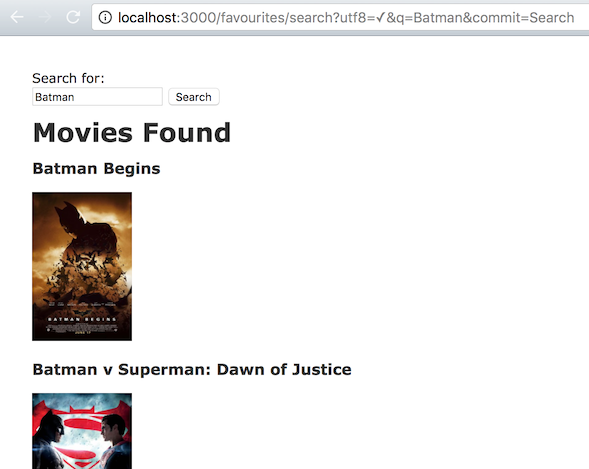 localhost:3000/favourites/search?utf8=✓&q=Batman&commit=Search
Search for:
Batman Search
Movies Found
Batman Begins
BATMAN BEGINS
Batman v Superman: Dawn of Justice